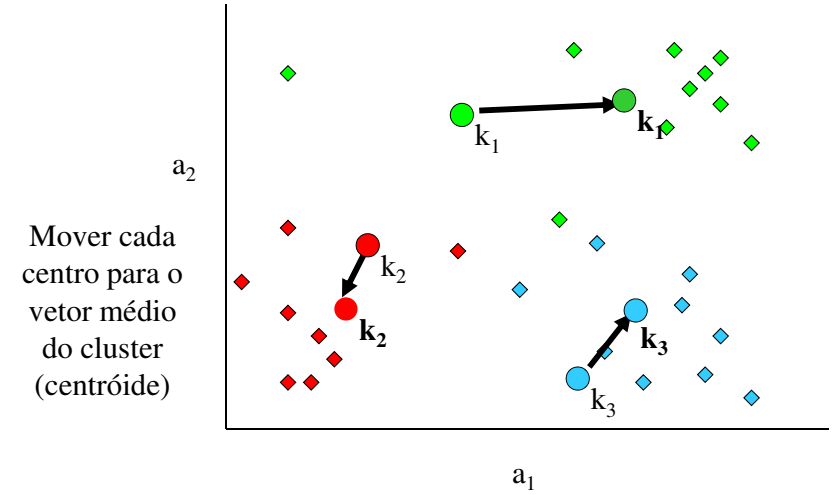 k₁
k₁
a₂
Mover cada
centro para o
vetor médio
do cluster
(centróide)
k₂
k₂
k₃
k₃
a₁